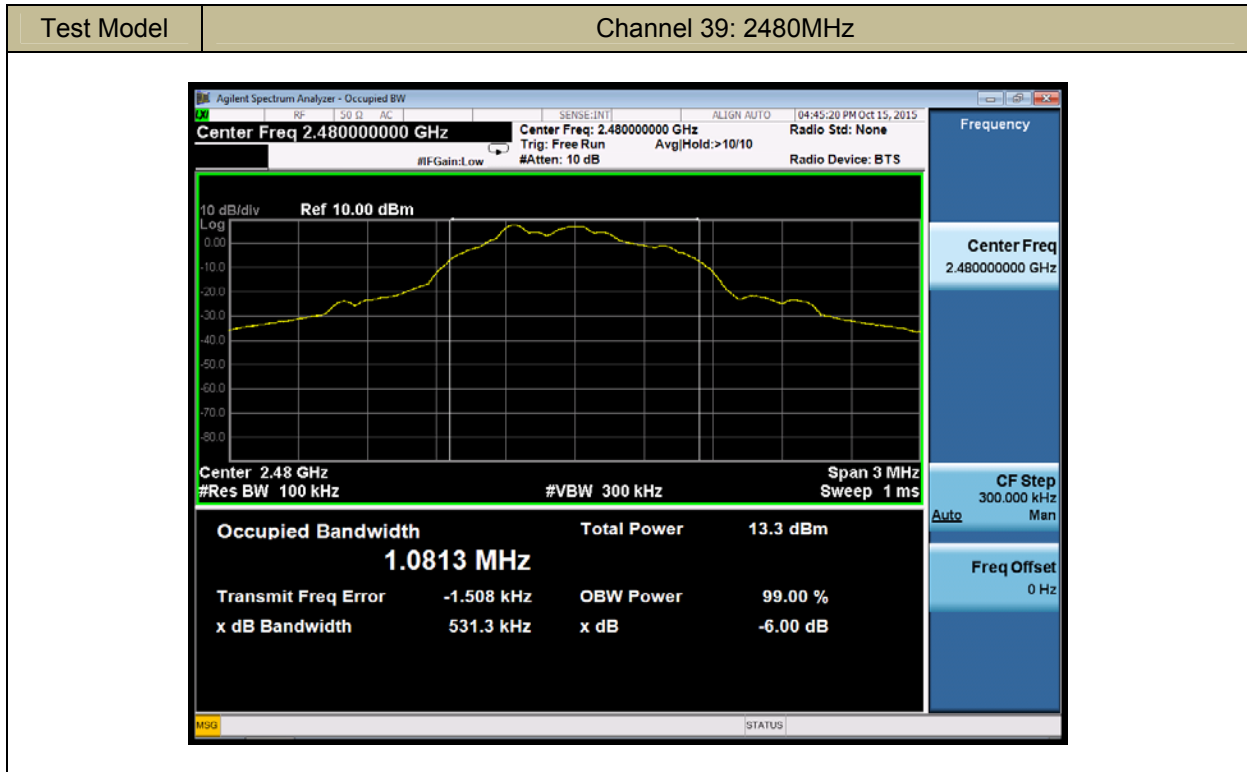 Test Model Channel 39: 2480MHz
Agilent Spectrum Analyzer - Occupied BW
LXI RF 50 Ω AC SENSE:INT ALIGN AUTO 04:45:20 PM Oct 15, 2015
Center Freq 2.480000000 GHz Center Freq: 2.480000000 GHz Radio Std: None
Trig: Free Run Avg|Hold:>10/10
#IFGain:Low #Atten: 10 dB Radio Device: BTS
10 dB/div Ref 10.00 dBm
Log
0.00
-10.0
-20.0
-30.0
-40.0
-50.0
-60.0
-70.0
-80.0
Center 2.48 GHz Span 3 MHz
#Res BW 100 kHz #VBW 300 kHz Sweep 1 ms
Occupied Bandwidth Total Power 13.3 dBm
1.0813 MHz
Transmit Freq Error -1.508 kHz OBW Power 99.00 %
x dB Bandwidth 531.3 kHz x dB -6.00 dB
MSG STATUS
Frequency
Center Freq
2.480000000 GHz
CF Step
300.000 kHz
Auto Man
Freq Offset
0 Hz